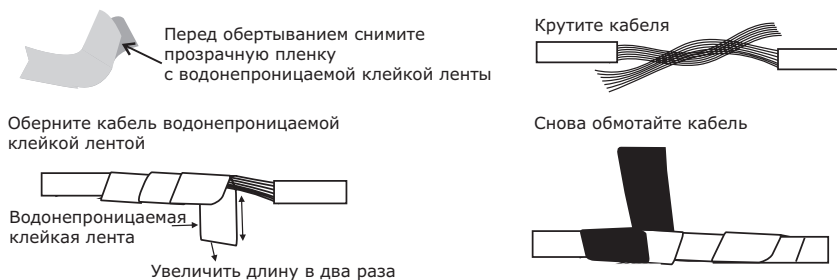 Перед обертыванием снимите
прозрачную пленку
с водонепроницаемой клейкой ленты
Крутите кабеля
Оберните кабель водонепроницаемой
клейкой лентой
Водонепроницаемая
клейкая лента
Увеличить длину в два раза
Снова обмотайте кабель